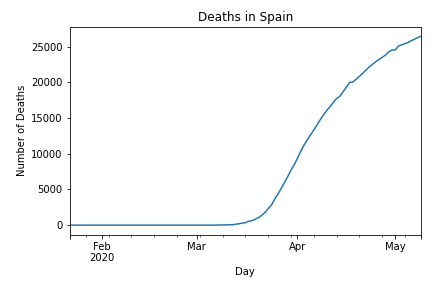 Deaths in Spain
Number of Deaths
25000
20000
15000
10000
5000
0
Feb
2020
Mar
Apr
May
Day